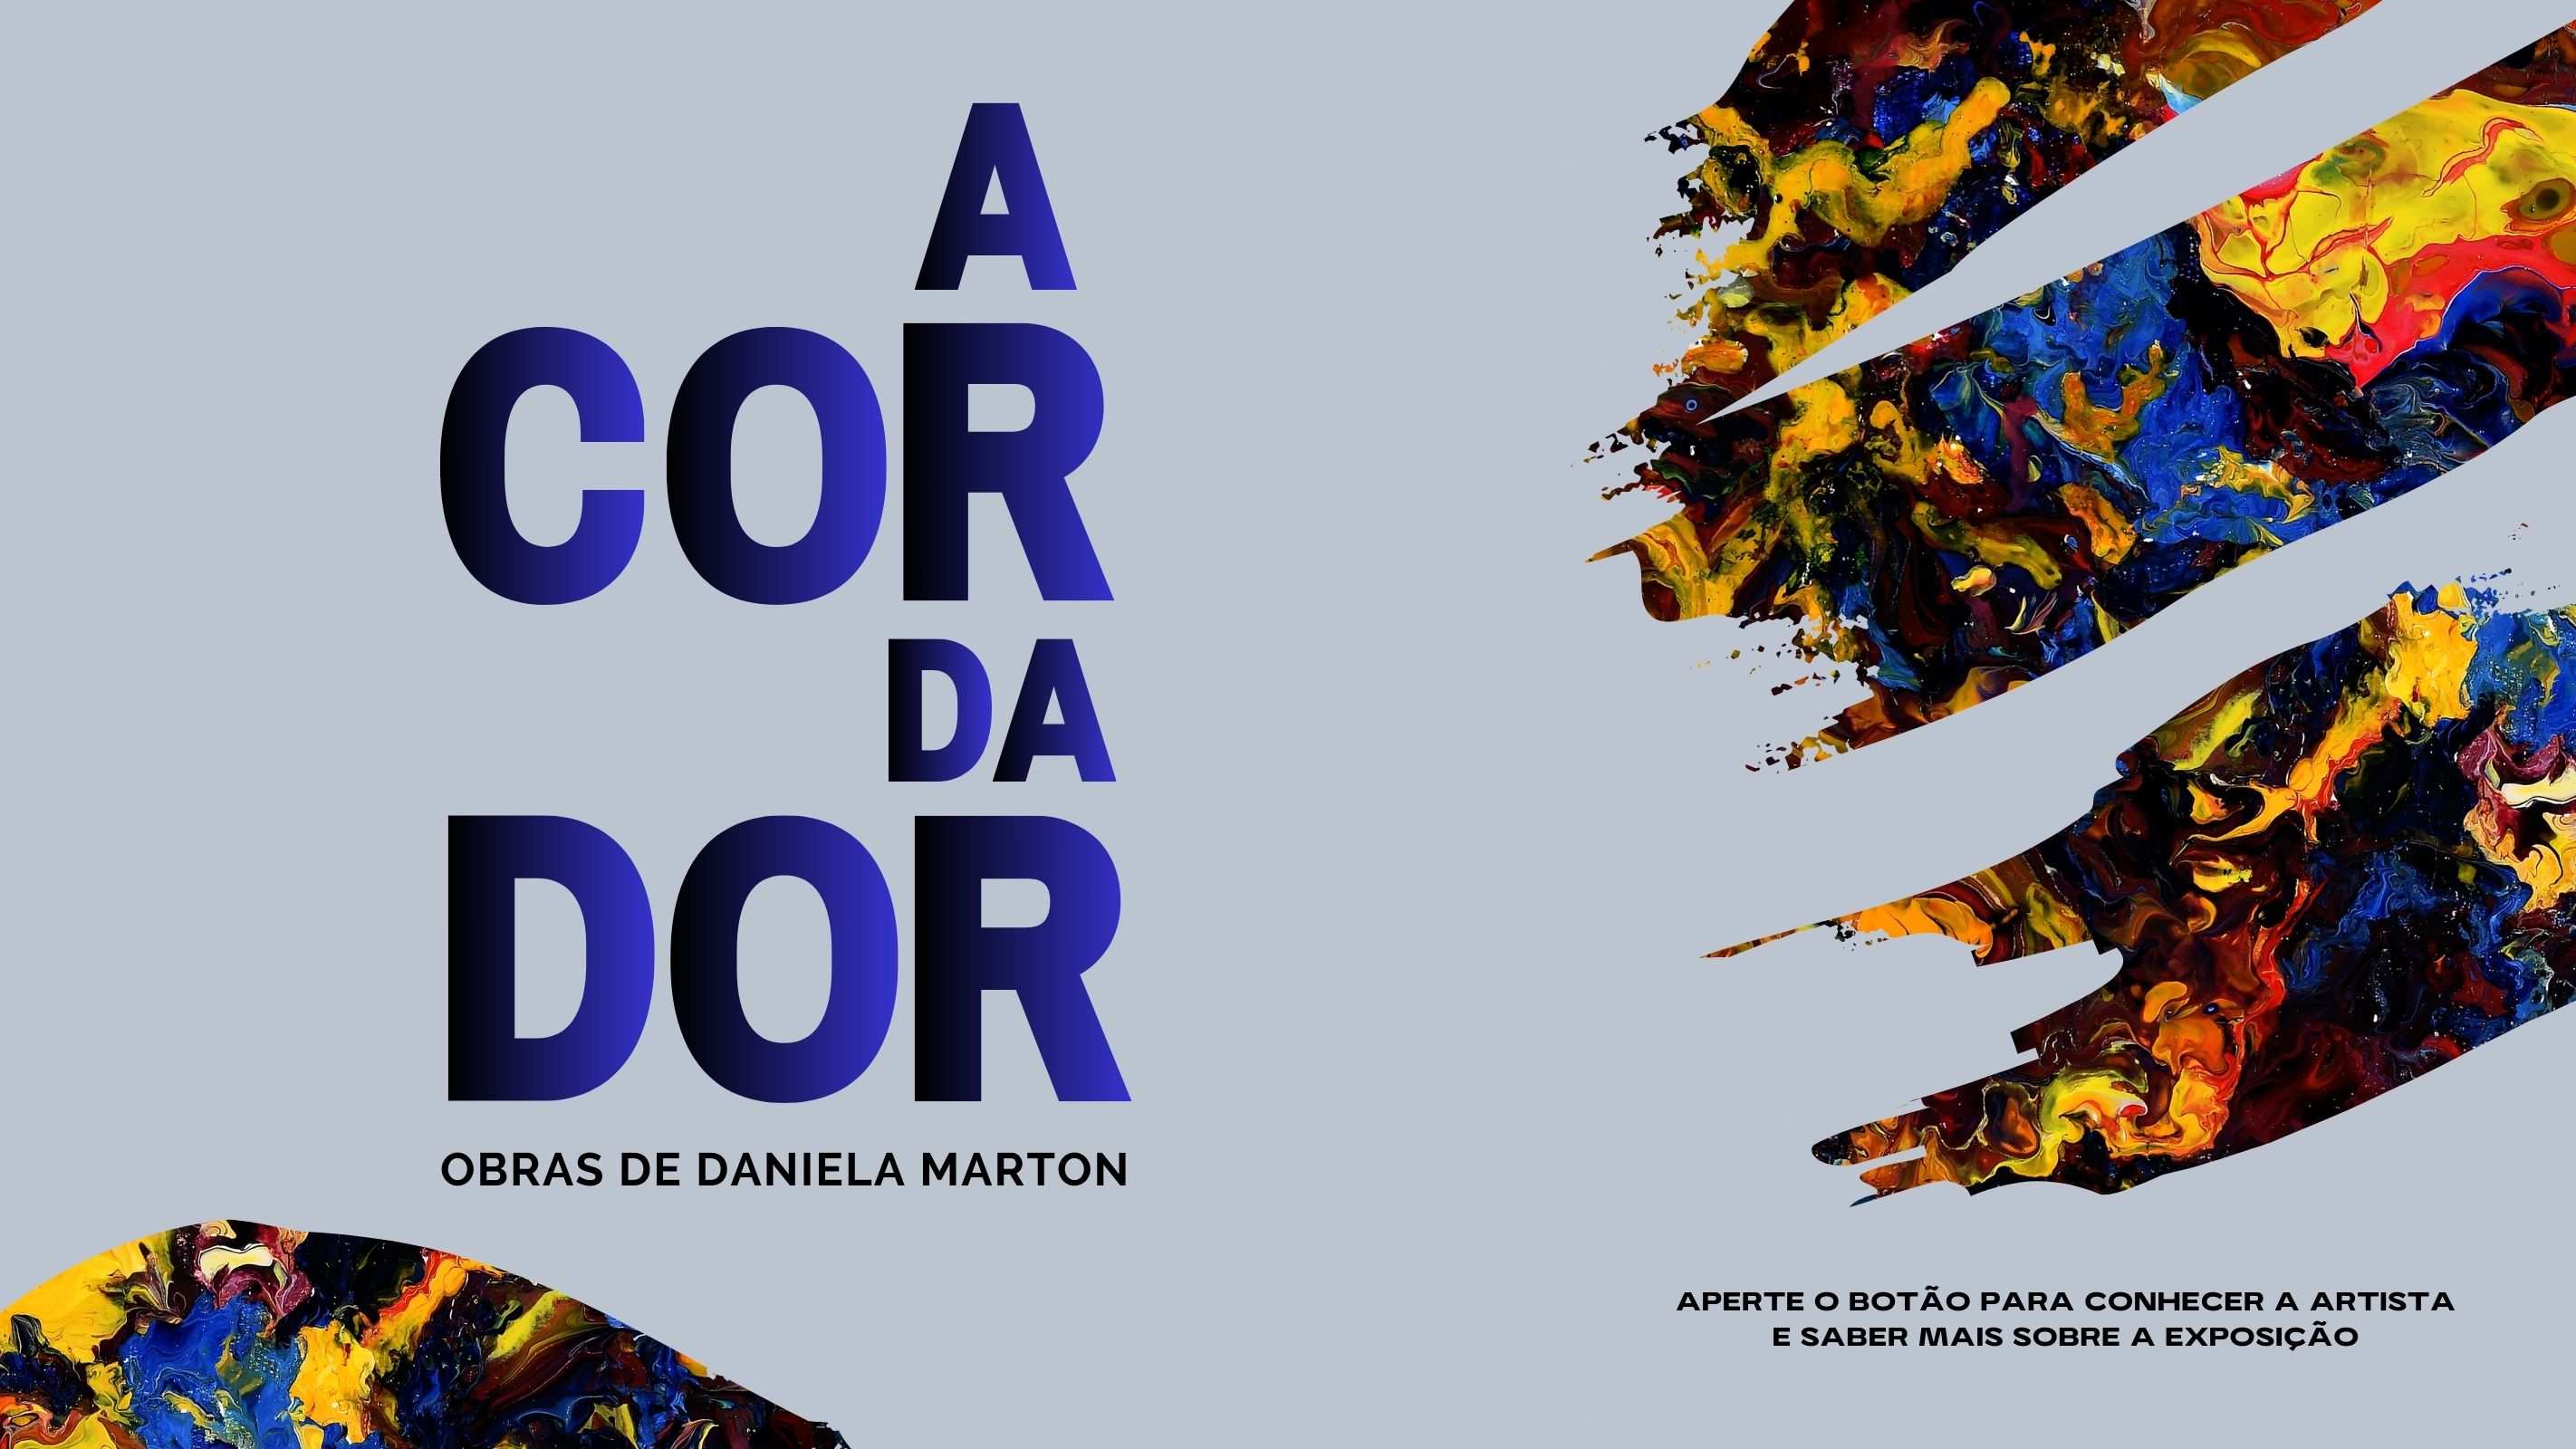 A
COR
DA
DOR
OBRAS DE DANIELA MARTON
APERTE O BOTÃO PARA CONHECER A ARTISTA
E SABER MAIS SOBRE A EXPOSIÇÃO